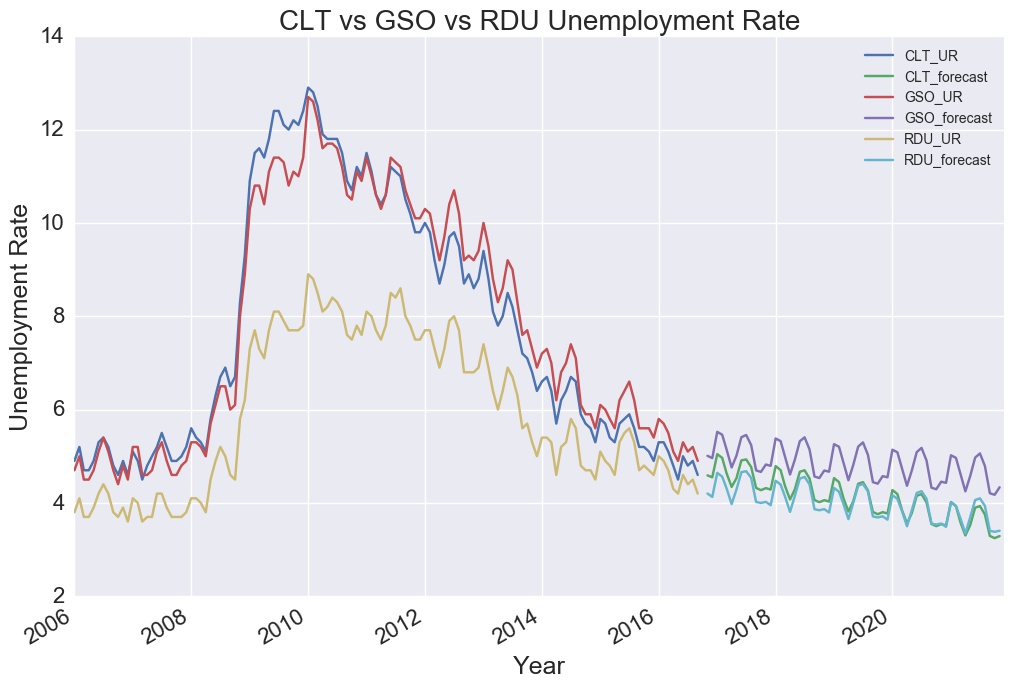 CLT vs GSO vs RDU Unemployment Rate
14
12
10
8
6
4
2
Unemployment Rate
CLT_UR
CLT_forecast
GSO_UR
GSO_forecast
RDU_UR
RDU_forecast
2006 2008 2010 2012 2014 2016 2018 2020
Year